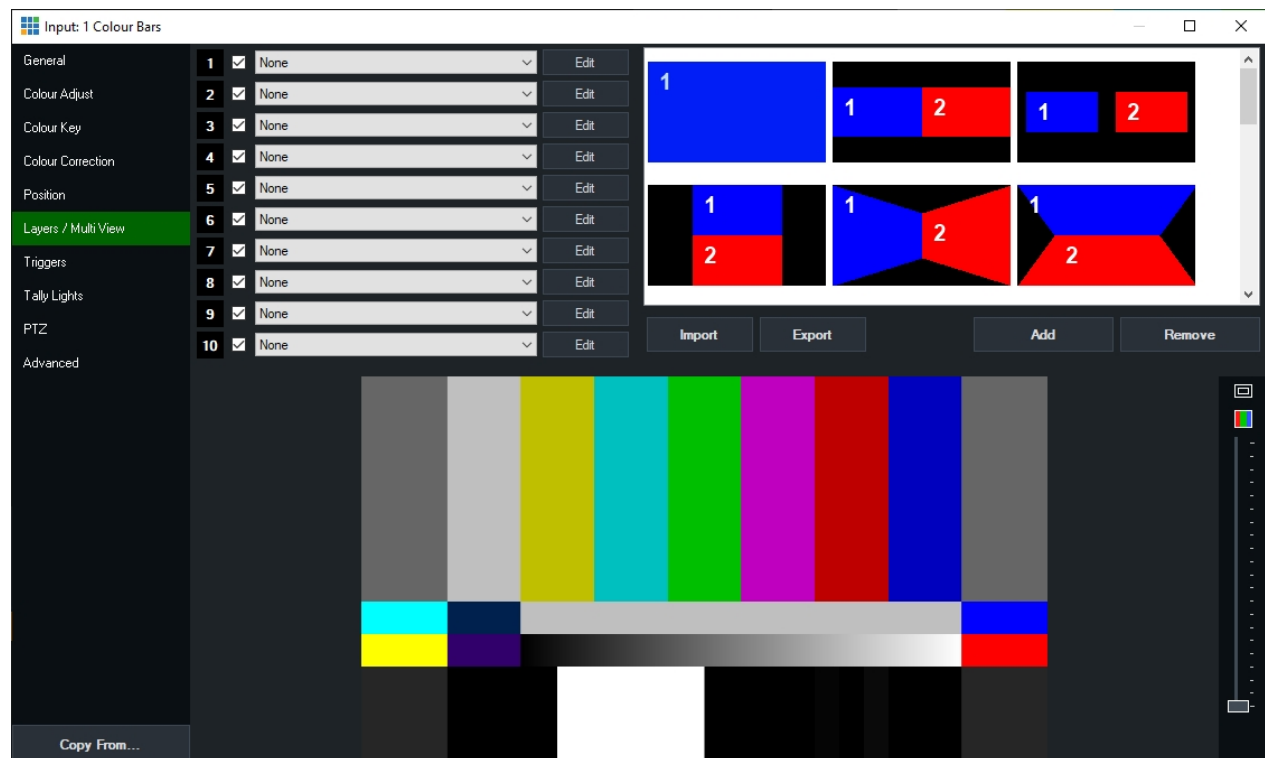 Input: 1 Colour Bars
General
Colour Adjust
Colour Key
Colour Correction
Position
Layers / Multi View
Triggers
Tally Lights
PTZ
Advanced
Copy From...
1 None Edit
2 None Edit
3 None Edit
4 None Edit
5 None Edit
6 None Edit
7 None Edit
8 None Edit
9 None Edit
10 None Edit
1
1 2
1 2
1
2
1
2
1
2
Import Export Add Remove